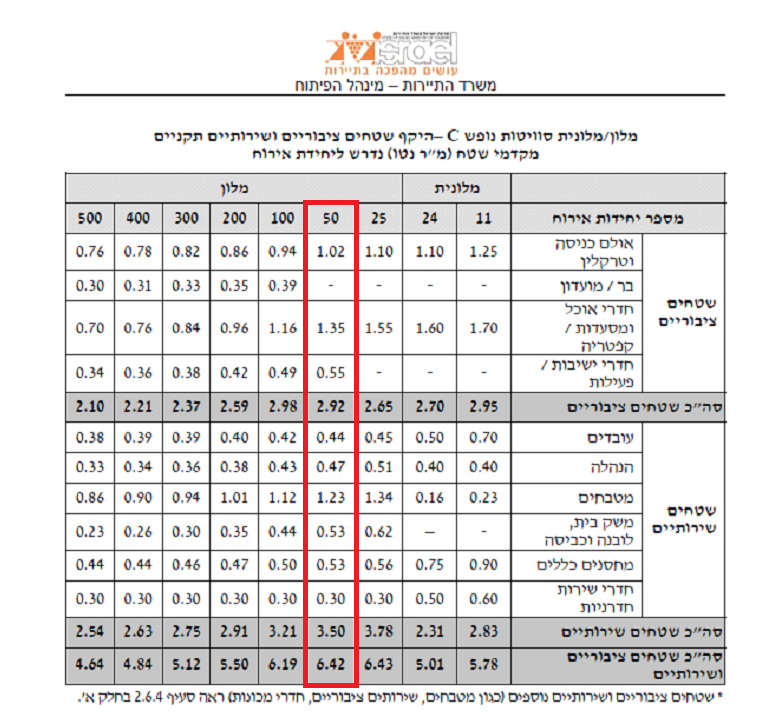 Israel
עושים מהפכה בתיירות
משרד התיירות – מינהל הפיתוח
מלון/מלונית סוויטות נופש C –היקף שטחים ציבוריים ושירותיים תקניים
מקדמי שטח (מ״ר נטו) נדרש ליחידת אירוח
מלונית מלון
מספר יחידות אירוח 11 24 25 50 100 200 300 400 500
שטחים ציבוריים
אולם כניסה וטרקלין 1.25 1.10 1.10 1.02 0.94 0.86 0.82 0.78 0.76
בר / מועדון - - - - 0.39 0.35 0.33 0.31 0.30
חדרי אוכל ומסעדות / קפטריה 1.70 1.60 1.55 1.35 1.16 0.96 0.84 0.76 0.70
חדרי ישיבות / פעילות - - - 0.55 0.49 0.42 0.38 0.36 0.34
סה״כ שטחים ציבוריים 2.95 2.70 2.65 2.92 2.98 2.59 2.37 2.21 2.10
שטחים שירותיים
עובדים 0.70 0.50 0.45 0.44 0.42 0.40 0.39 0.39 0.38
הנהלה 0.40 0.40 0.51 0.47 0.43 0.38 0.36 0.34 0.33
מטבחים 0.23 0.16 1.34 1.23 1.12 1.01 0.94 0.90 0.86
משק בית, לובנה וכביסה - – 0.62 0.53 0.44 0.35 0.30 0.26 0.23
מחסנים כללים 0.90 0.75 0.56 0.53 0.50 0.47 0.46 0.44 0.44
חדרי שירות חדרניות 0.60 0.50 0.30 0.30 0.30 0.30 0.30 0.30 0.30
סה״כ שטחים שירותיים 2.83 2.31 3.78 3.50 3.21 2.91 2.75 2.63 2.54
סה״כ שטחים ציבוריים ושירותיים 5.78 5.01 6.43 6.42 6.19 5.50 5.12 4.84 4.64
* שטחים ציבוריים ושירותיים נוספים (כגון מטבחים, שירותים ציבוריים, חדרי מכונות) ראה סעיף 2.6.4 בחלק א׳.